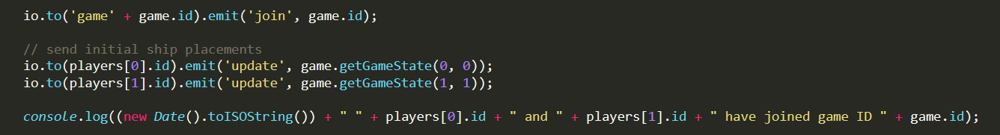 io.to('game' + game.id).emit('join', game.id);
// send initial ship placements
io.to(players[0].id).emit('update', game.getGameState(0, 0));
io.to(players[1].id).emit('update', game.getGameState(1, 1));
console.log((new Date().toISOString()) + " " + players[0].id + " and " + players[1].id + " have joined game ID " + game.id);